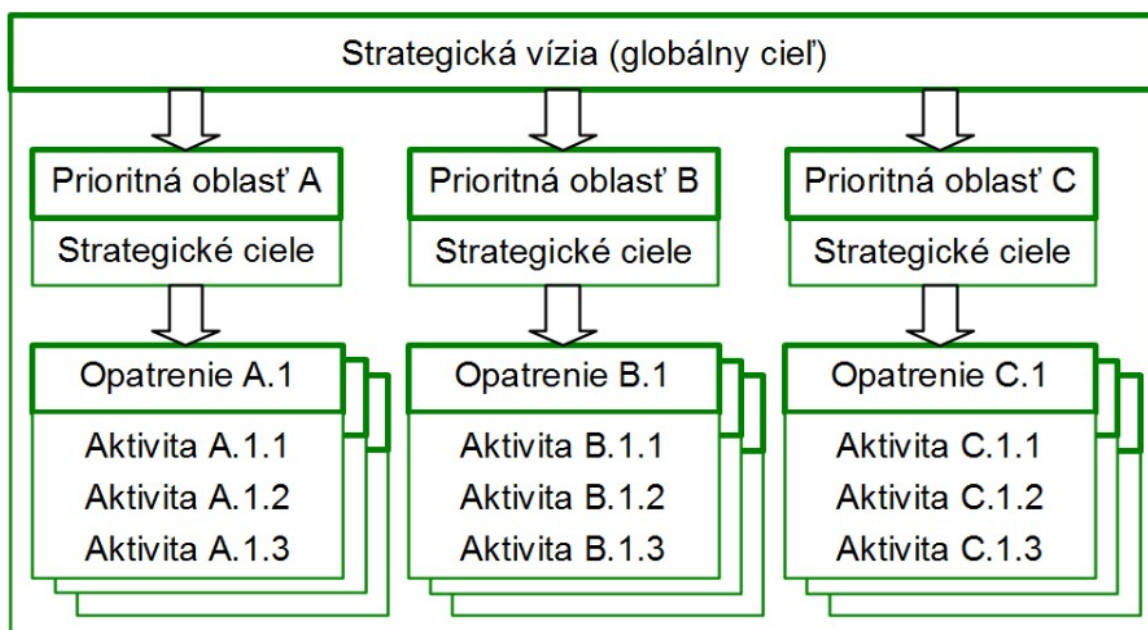 Strategická vízia (globálny cieľ)
Prioritná oblasť A
Strategické ciele
Opatrenie A.1
Aktivita A.1.1
Aktivita A.1.2
Aktivita A.1.3
Prioritná oblasť B
Strategické ciele
Opatrenie B.1
Aktivita B.1.1
Aktivita B.1.2
Aktivita B.1.3
Prioritná oblasť C
Strategické ciele
Opatrenie C.1
Aktivita C.1.1
Aktivita C.1.2
Aktivita C.1.3